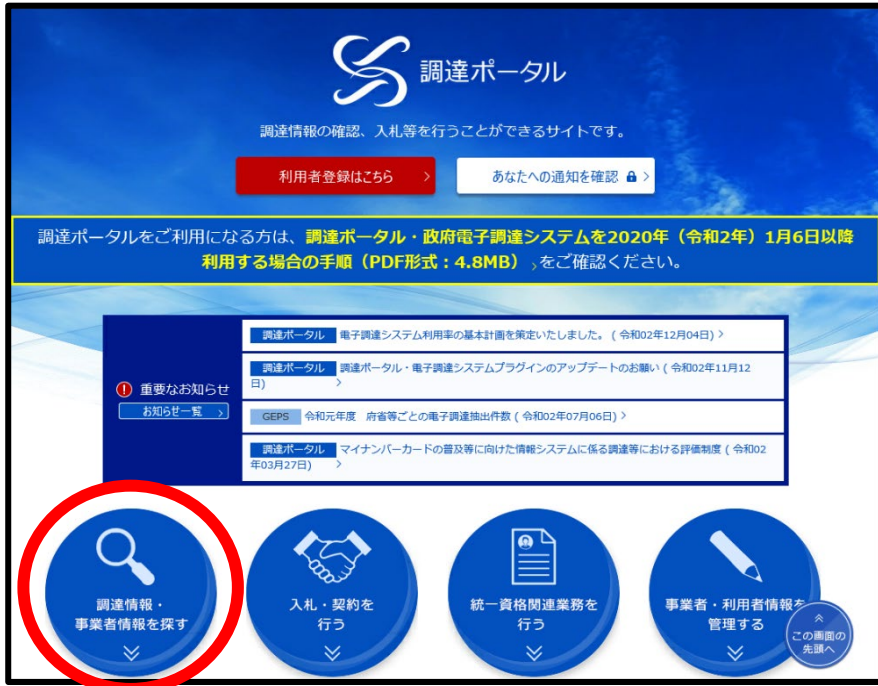 調達ポータル
調達情報の確認、入札等を行うことができるサイトです。
利用者登録はこちら >
あなたへの通知を確認 >
調達ポータルをご利用になる方は、調達ポータル・政府電子調達システムを2020年（令和2年）1月6日以降
利用する場合の手順（PDF形式：4.8MB） >をご確認ください。
調達ポータル 電子調達システム利用率の基本計画を策定いたしました。 ( 令和02年12月04日) >
調達ポータル 調達ポータル・電子調達システムプラグインのアップデートのお願い ( 令和02年11月12
日) >
! 重要なお知らせ
お知らせ一覧 >
GEPS 令和元年度 府省等ごとの電子調達抽出件数 ( 令和02年07月06日) >
調達ポータル マイナンバーカードの普及等に向けた情報システムに係る調達等における評価制度 ( 令和02
年03月27日) >
調達情報・
事業者情報を探す
入札・契約を
行う
統一資格関連業務を
行う
事業者・利用者情報を
管理する
この画面の
先頭へ